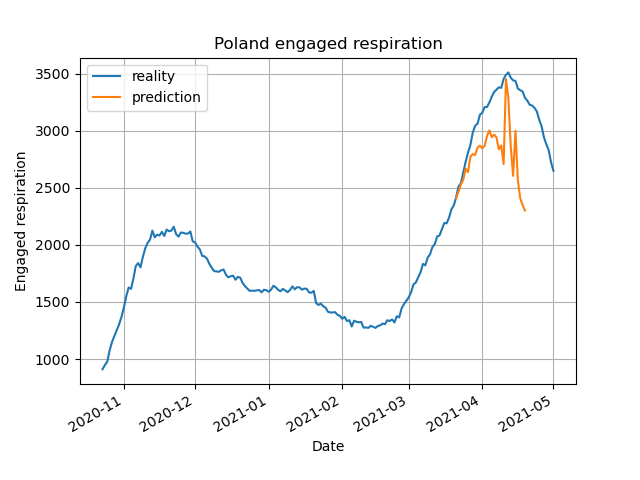 Poland engaged respiration
reality
prediction
3500
3000
2500
2000
1500
1000
Engaged respiration
2020-11
2020-12
2021-01
2021-02
2021-03
2021-04
2021-05
Date